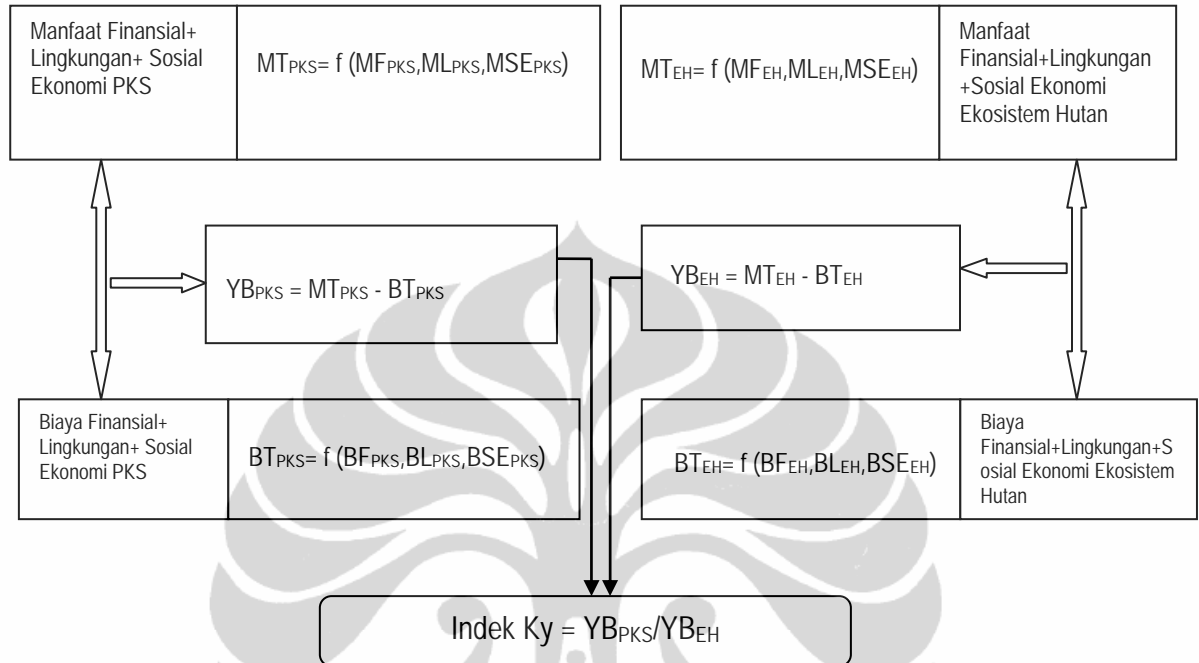 Manfaat Finansial+
Lingkungan+ Sosial
Ekonomi PKS
MTPKS= f (MFPKS,MLPKS,MSEPKS)
MTEH= f (MFEH,MLEH,MSEEH)
Manfaat
Finansial+Lingkungan
+Sosial Ekonomi
Ekosistem Hutan
YBPKS = MTPKS - BTPKS
YBEH = MTEH - BTEH
Biaya Finansial+
Lingkungan+ Sosial
Ekonomi PKS
BTPKS= f (BFPKS,BLPKS,BSEPKS)
BTEH= f (BFEH,BLEH,BSEEH)
Biaya
Finansial+Lingkungan+S
osial Ekonomi Ekosistem
Hutan
Indek Ky = YBPKS/YBEH